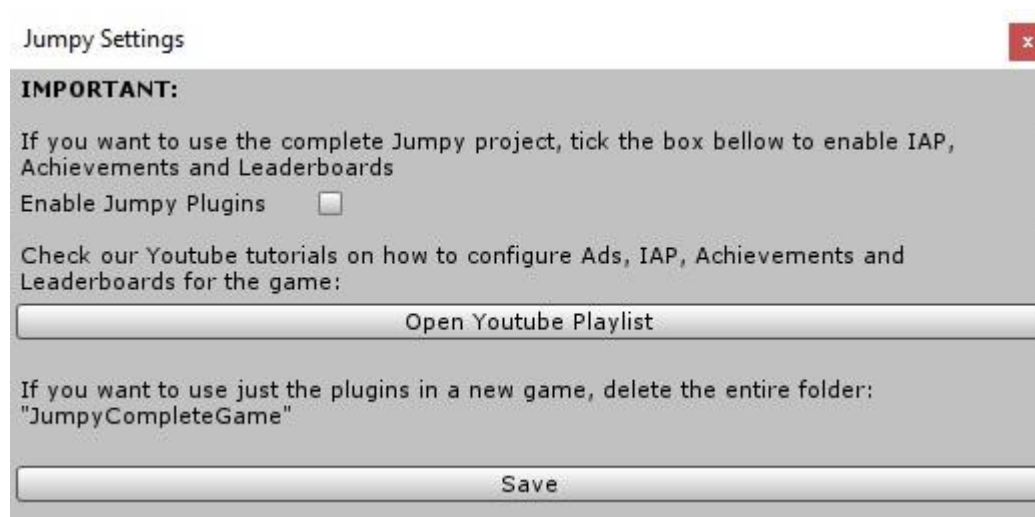 Jumpy Settings
x
IMPORTANT:
If you want to use the complete Jumpy project, tick the box bellow to enable IAP,
Achievements and Leaderboards
Enable Jumpy Plugins
Check our Youtube tutorials on how to configure Ads, IAP, Achievements and
Leaderboards for the game:
Open Youtube Playlist
If you want to use just the plugins in a new game, delete the entire folder:
"JumpyCompleteGame"
Save